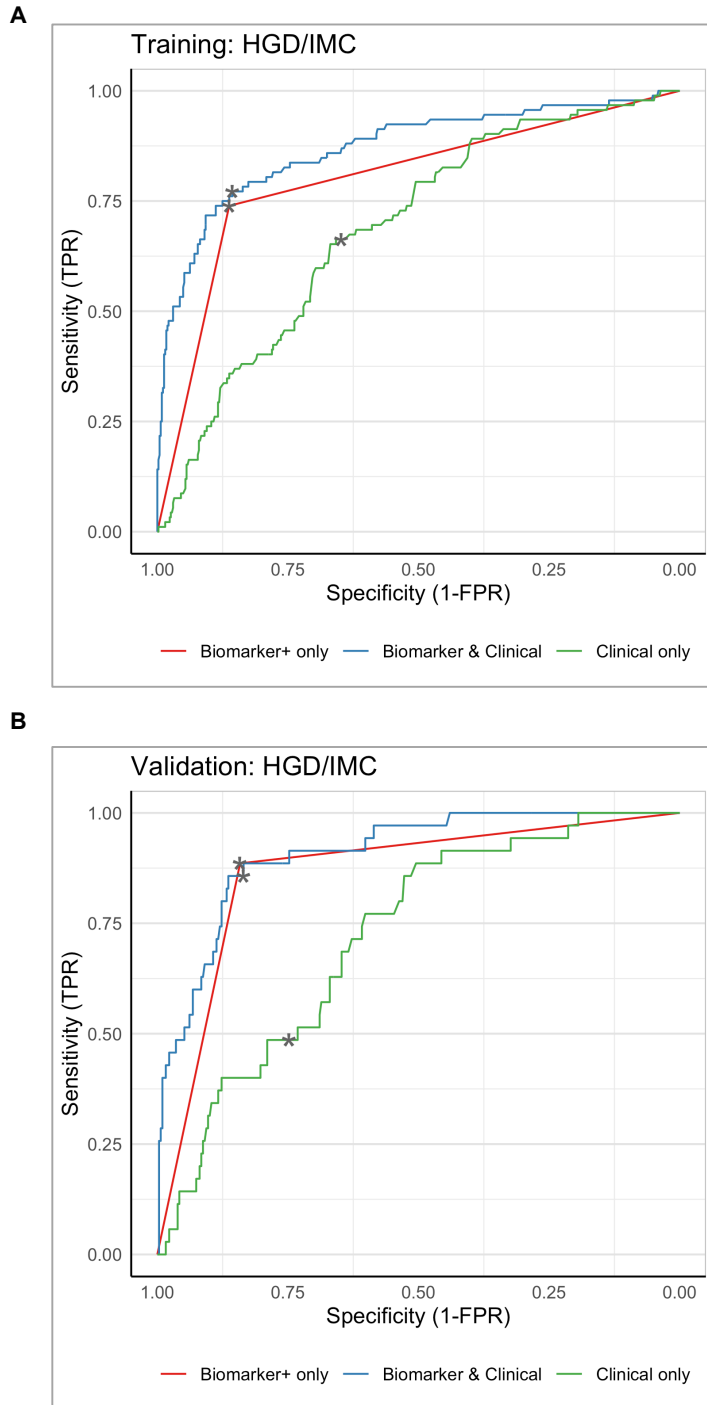 A
Training: HGD/IMC
Sensitivity (TPR)
1.00
0.75
0.50
0.25
0.00
1.00 0.75 0.50 0.25 0.00
Specificity (1-FPR)
Biomarker+ only Biomarker & Clinical Clinical only
B
Validation: HGD/IMC
Sensitivity (TPR)
1.00
0.75
0.50
0.25
0.00
1.00 0.75 0.50 0.25 0.00
Specificity (1-FPR)
Biomarker+ only Biomarker & Clinical Clinical only